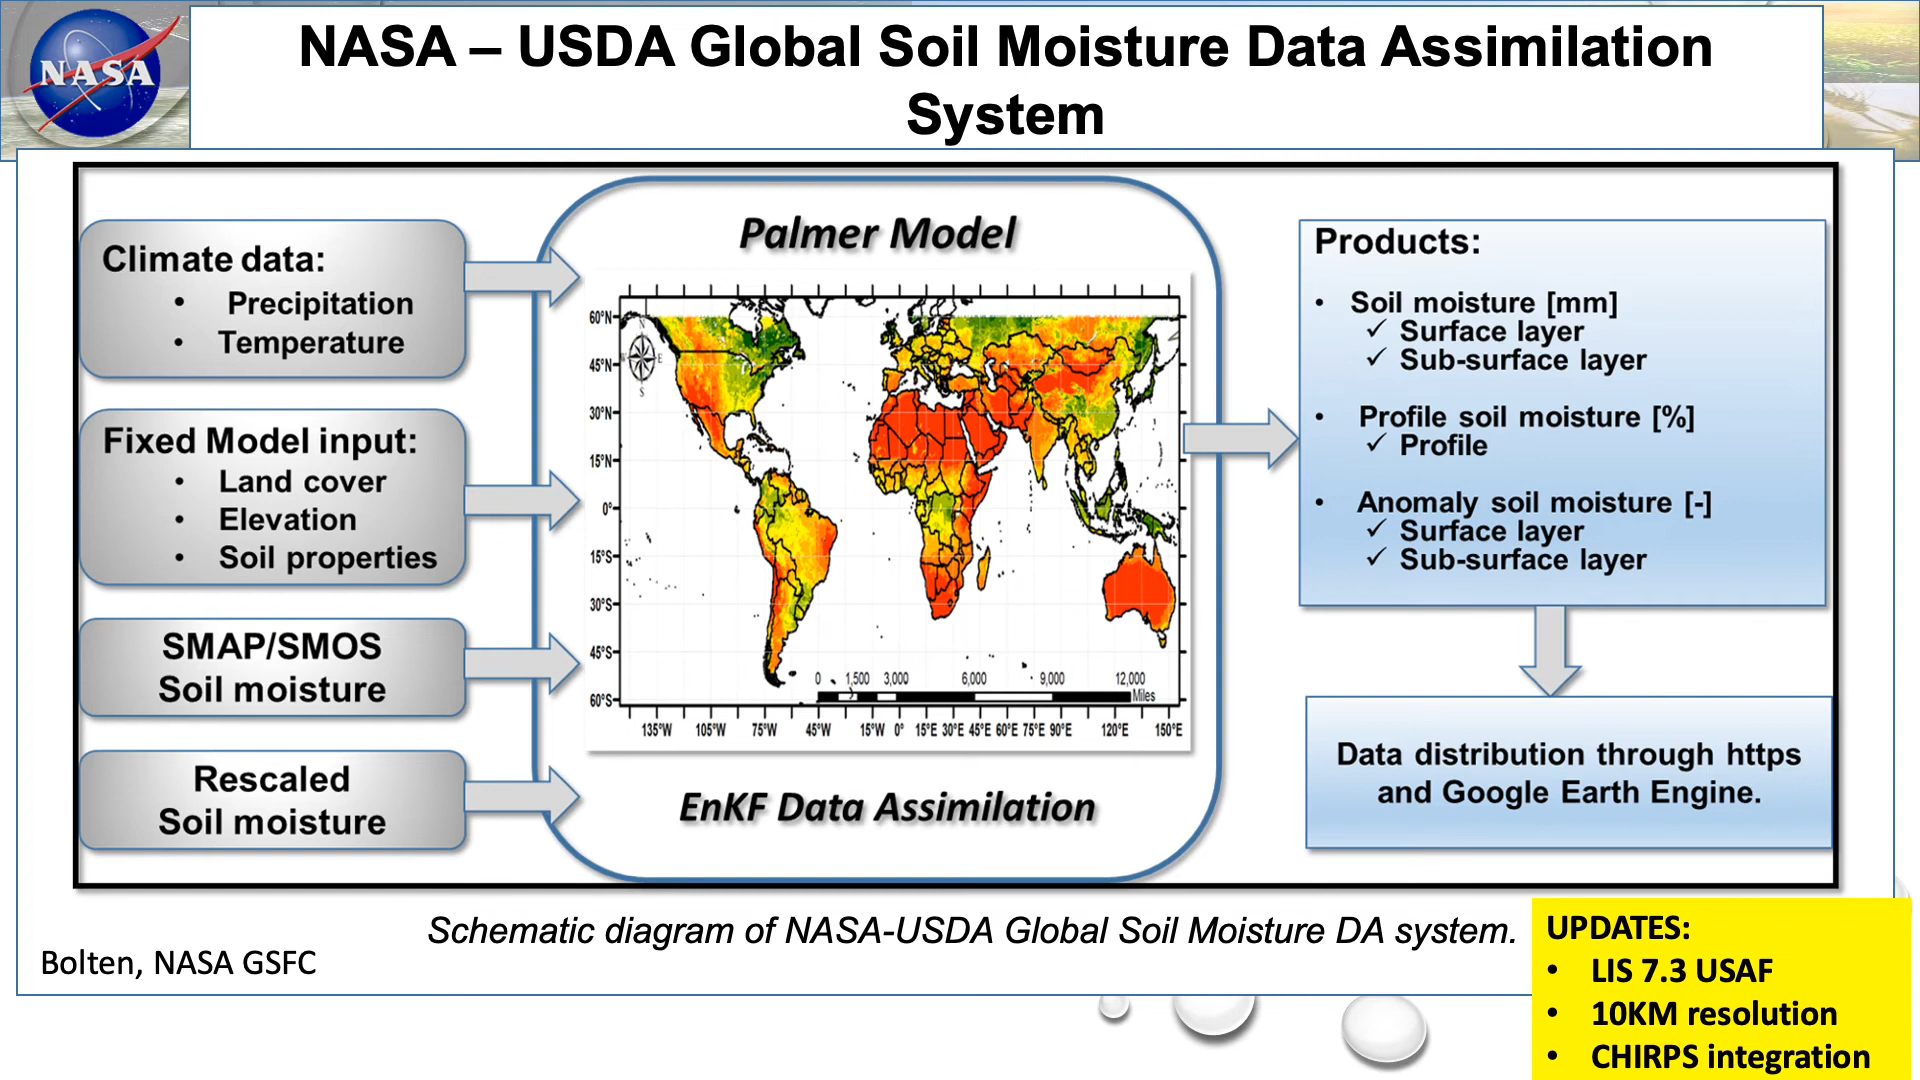 NASA
NASA – USDA Global Soil Moisture Data Assimilation
System
Climate data:
• Precipitation
• Temperature
Fixed Model input:
• Land cover
• Elevation
• Soil properties
SMAP/SMOS
Soil moisture
Rescaled
Soil moisture
Palmer Model
60°N
45°N
30°N
15°N
0°
15°S
30°S
45°S
60°S
N
W E
S
0 1,500 3,000 6,000 9,000 12,000
Miles
135°W 105°W 75°W 45°W 15°W 0° 15°E 30°E 45°E 60°E 75°E 90°E 120°E 150°E
EnKF Data Assimilation
Products:
• Soil moisture [mm]
✓ Surface layer
✓ Sub-surface layer
• Profile soil moisture [%]
✓ Profile
• Anomaly soil moisture [-]
✓ Surface layer
✓ Sub-surface layer
Data distribution through https
and Google Earth Engine.
Schematic diagram of NASA-USDA Global Soil Moisture DA system.
Bolten, NASA GSFC
UPDATES:
• LIS 7.3 USAF
• 10KM resolution
• CHIRPS integration